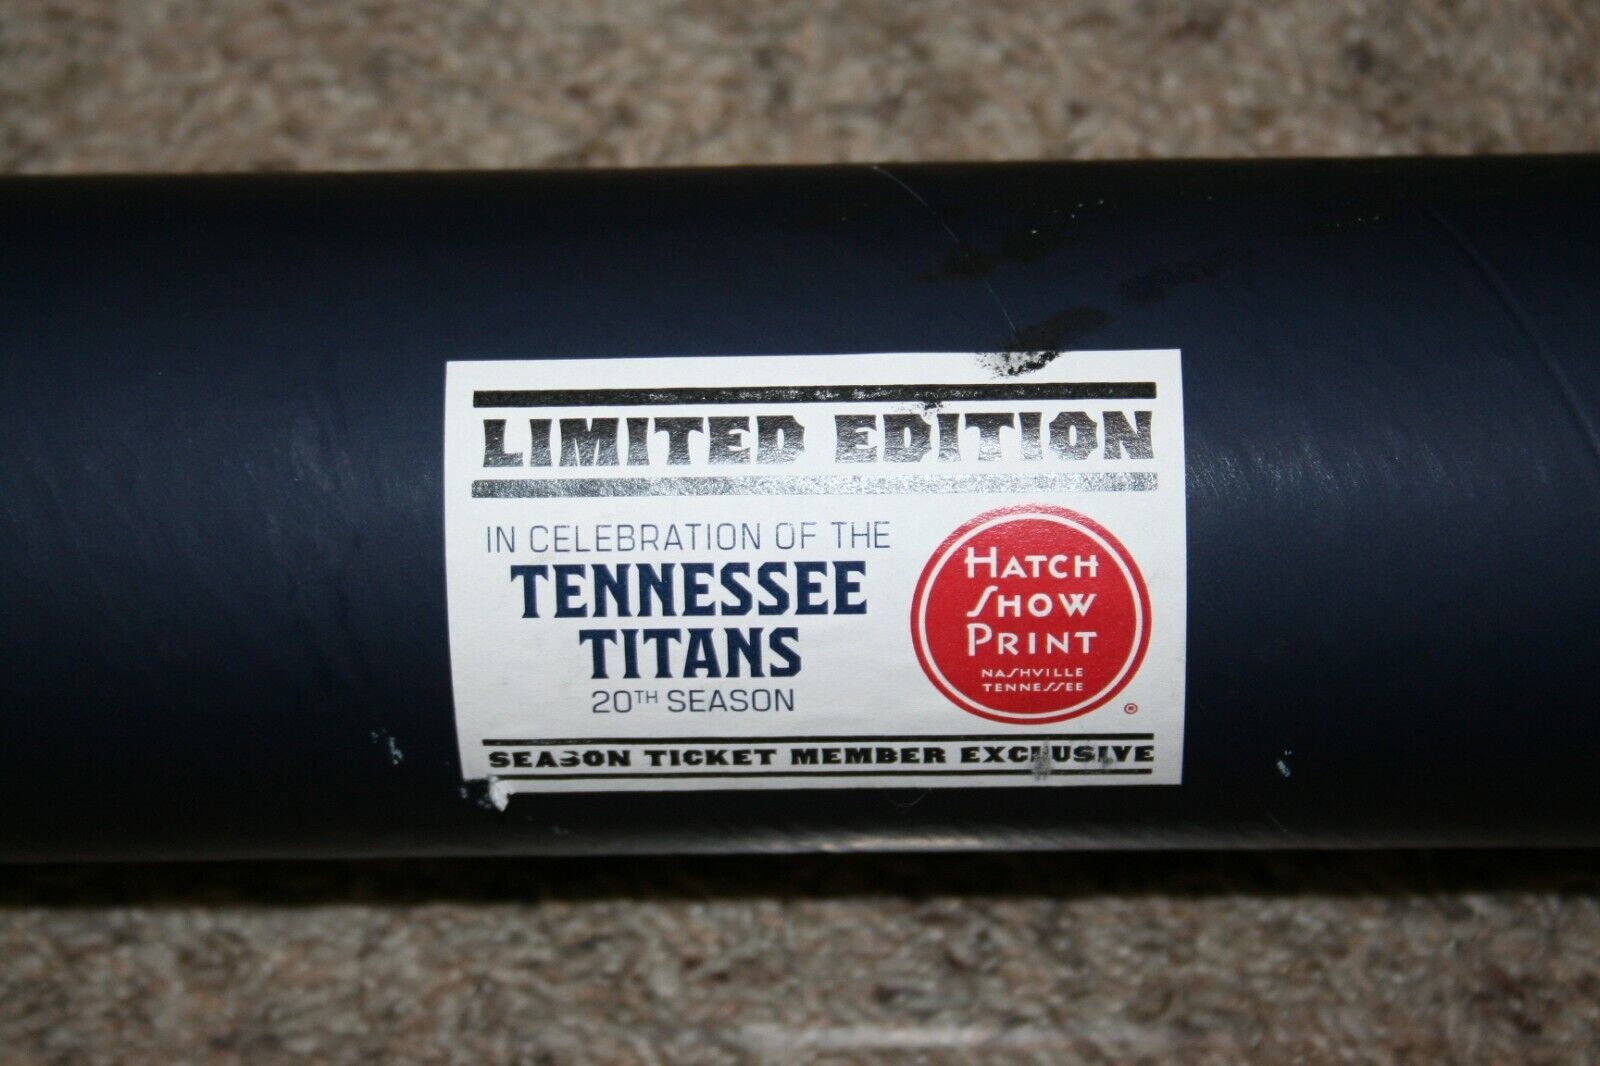 LIMITED EDITION
IN CELEBRATION OF THE
TENNESSEE
TITANS
20TH SEASON
HATCH
SHOW
PRINT
NASHVILLE
TENNESSEE
®
SEASON TICKET MEMBER EXCLUSIVE